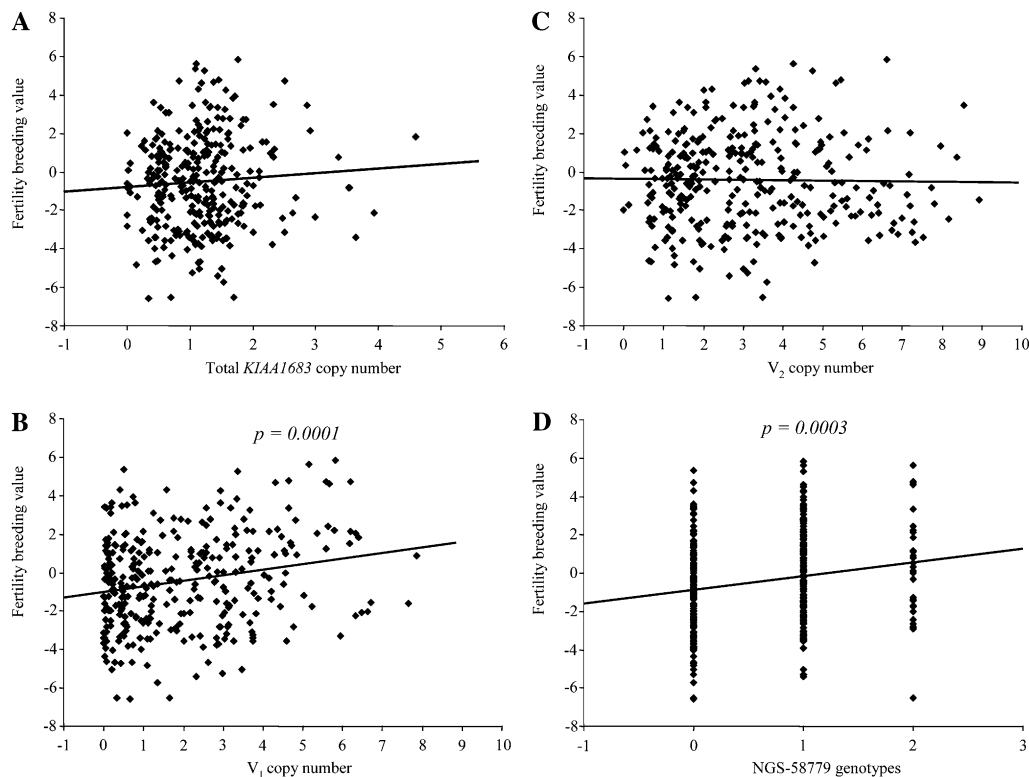 A
8
6
4
2
0
-2
-4
-6
-8
Fertility breeding value
-1 0 1 2 3 4 5 6
Total KIAA1683 copy number
C
8
6
4
2
0
-2
-4
-6
-8
Fertility breeding value
-1 0 1 2 3 4 5 6 7 8 9 10
V2 copy number
B
p = 0.0001
8
6
4
2
0
-2
-4
-6
-8
Fertility breeding value
-1 0 1 2 3 4 5 6 7 8 9 10
V1 copy number
D
p = 0.0003
8
6
4
2
0
-2
-4
-6
-8
Fertility breeding value
-1 0 1 2 3
NGS-58779 genotypes